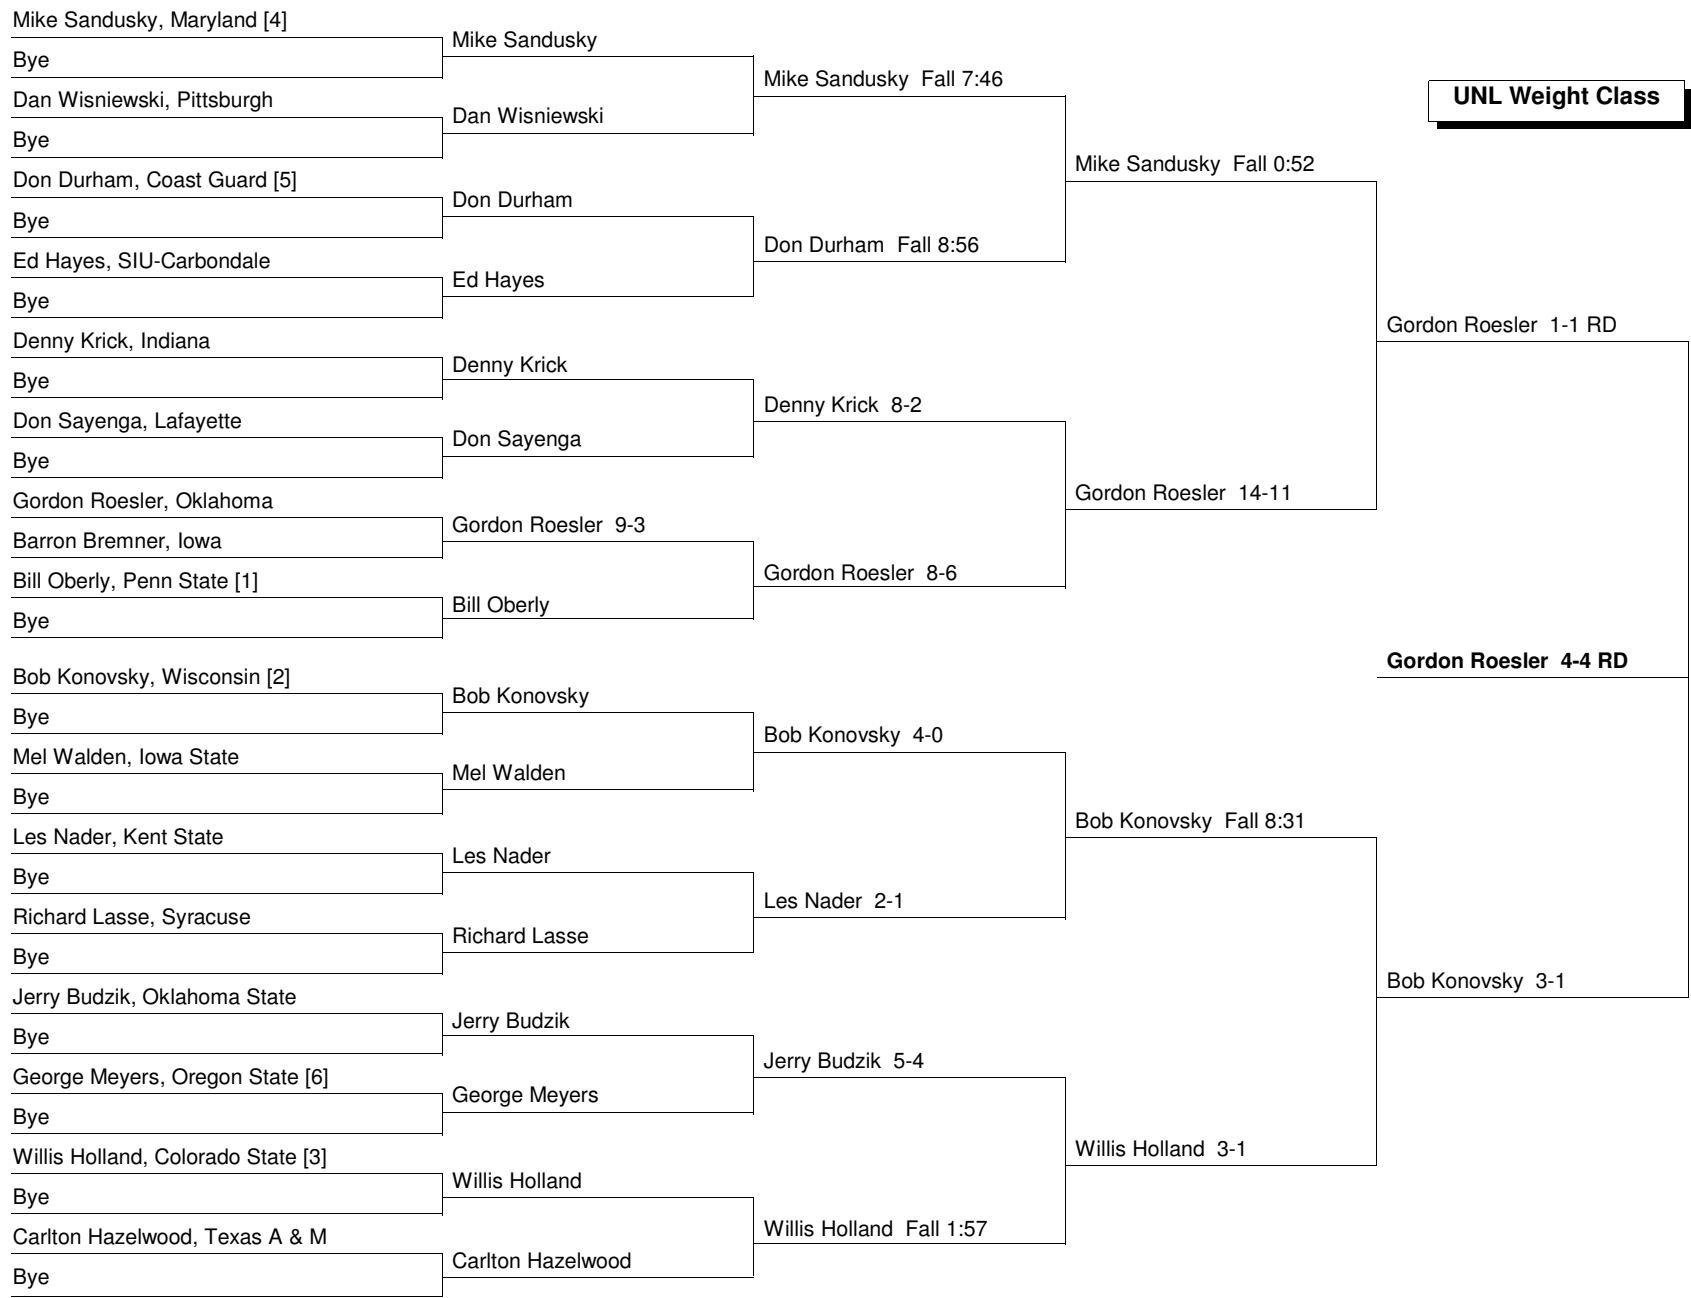 Mike Sandusky, Maryland [4]
Bye
Dan Wisniewski, Pittsburgh
Bye
Don Durham, Coast Guard [5]
Bye
Ed Hayes, SIU-Carbondale
Bye
Denny Krick, Indiana
Bye
Don Sayenga, Lafayette
Bye
Gordon Roesler, Oklahoma
Barron Bremner, Iowa
Bill Oberly, Penn State [1]
Bye
Bob Konovsky, Wisconsin [2]
Bye
Mel Walden, Iowa State
Bye
Les Nader, Kent State
Bye
Richard Lasse, Syracuse
Bye
Jerry Budzik, Oklahoma State
Bye
George Meyers, Oregon State [6]
Bye
Willis Holland, Colorado State [3]
Bye
Carlton Hazelwood, Texas A & M
Bye
Mike Sandusky
Dan Wisniewski
Don Durham
Ed Hayes
Denny Krick
Don Sayenga
Gordon Roesler 9-3
Bill Oberly
Bob Konovsky
Mel Walden
Les Nader
Richard Lasse
Jerry Budzik
George Meyers
Willis Holland
Carlton Hazelwood
Mike Sandusky Fall 7:46
Don Durham Fall 8:56
Denny Krick 8-2
Gordon Roesler 8-6
Bob Konovsky 4-0
Les Nader 2-1
Jerry Budzik 5-4
Willis Holland Fall 1:57
Mike Sandusky Fall 0:52
Gordon Roesler 14-11
Bob Konovsky Fall 8:31
Willis Holland 3-1
UNL Weight Class
Gordon Roesler 1-1 RD
Gordon Roesler 4-4 RD
Bob Konovsky 3-1